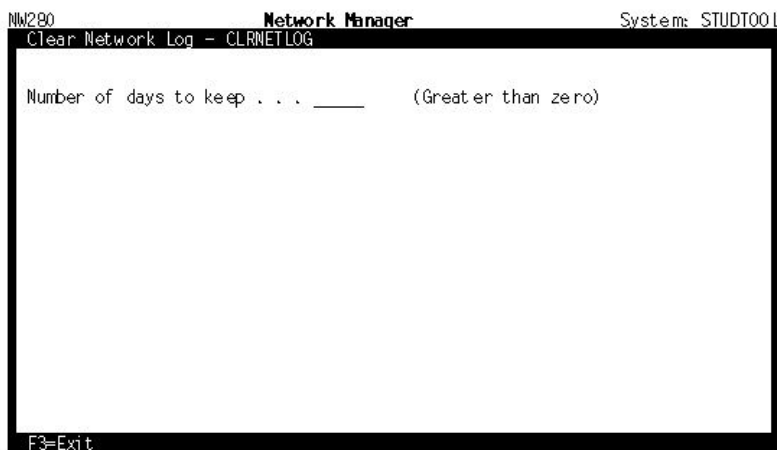 NW280 Network Manager System: STUDTOOL
Clear Network Log - CLRNETLOG
Number of days to keep . . . _____ (Greater than zero)
F3=Exit